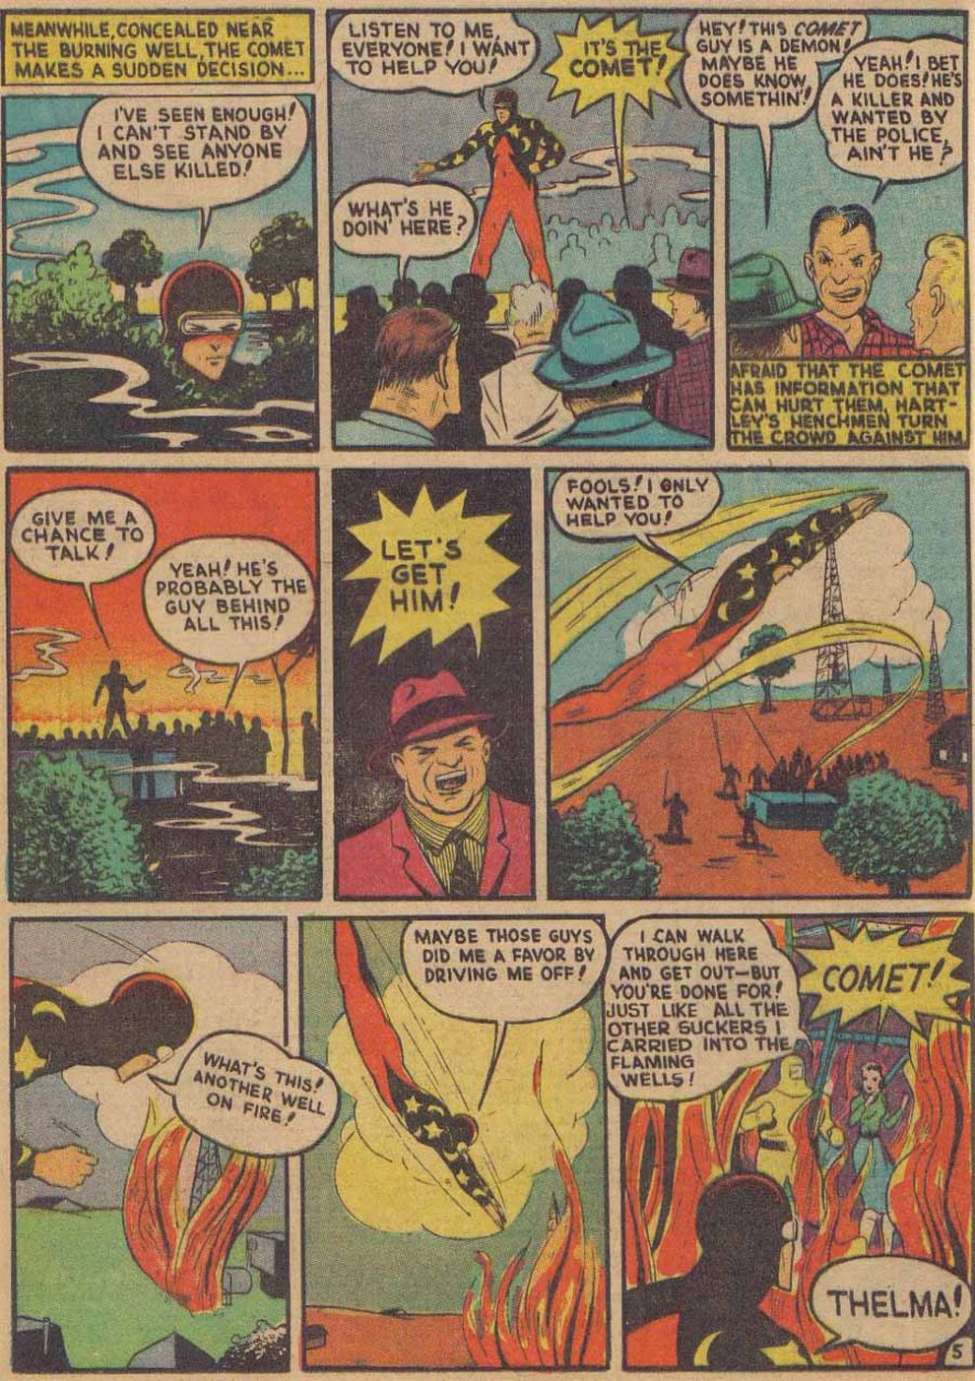 MEANWHILE, CONCEALED NEAR
THE BURNING WELL, THE COMET
MAKES A SUDDEN DECISION...
I'VE SEEN ENOUGH!
I CAN'T STAND BY
AND SEE ANYONE
ELSE KILLED!
LISTEN TO ME,
EVERYONE! I WANT
TO HELP YOU!
IT'S THE
COMET!
WHAT'S HE
DOIN' HERE?
HEY! THIS COMET
GUY IS A DEMON!
MAYBE HE
DOES KNOW
SOMETHIN'!
YEAH! I BET
HE DOES! HE'S
A KILLER AND
WANTED BY
THE POLICE,
AIN'T HE?
AFRAID THAT THE COMET
HAS INFORMATION THAT
CAN HURT THEM, HART-
LEY'S HENCHMEN TURN
THE CROWD AGAINST HIM.
GIVE ME A
CHANCE TO
TALK!
YEAH! HE'S
PROBABLY THE
GUY BEHIND
ALL THIS!
LET'S
GET
HIM!
FOOLS! I ONLY
WANTED TO
HELP YOU!
WHAT'S THIS!
ANOTHER WELL
ON FIRE!
MAYBE THOSE GUYS
DID ME A FAVOR BY
DRIVING ME OFF!
I CAN WALK
THROUGH HERE
AND GET OUT—BUT
YOU'RE DONE FOR!
JUST LIKE ALL THE
OTHER SUCKERS I
CARRIED INTO THE
FLAMING
WELLS!
COMET!
THELMA!
5